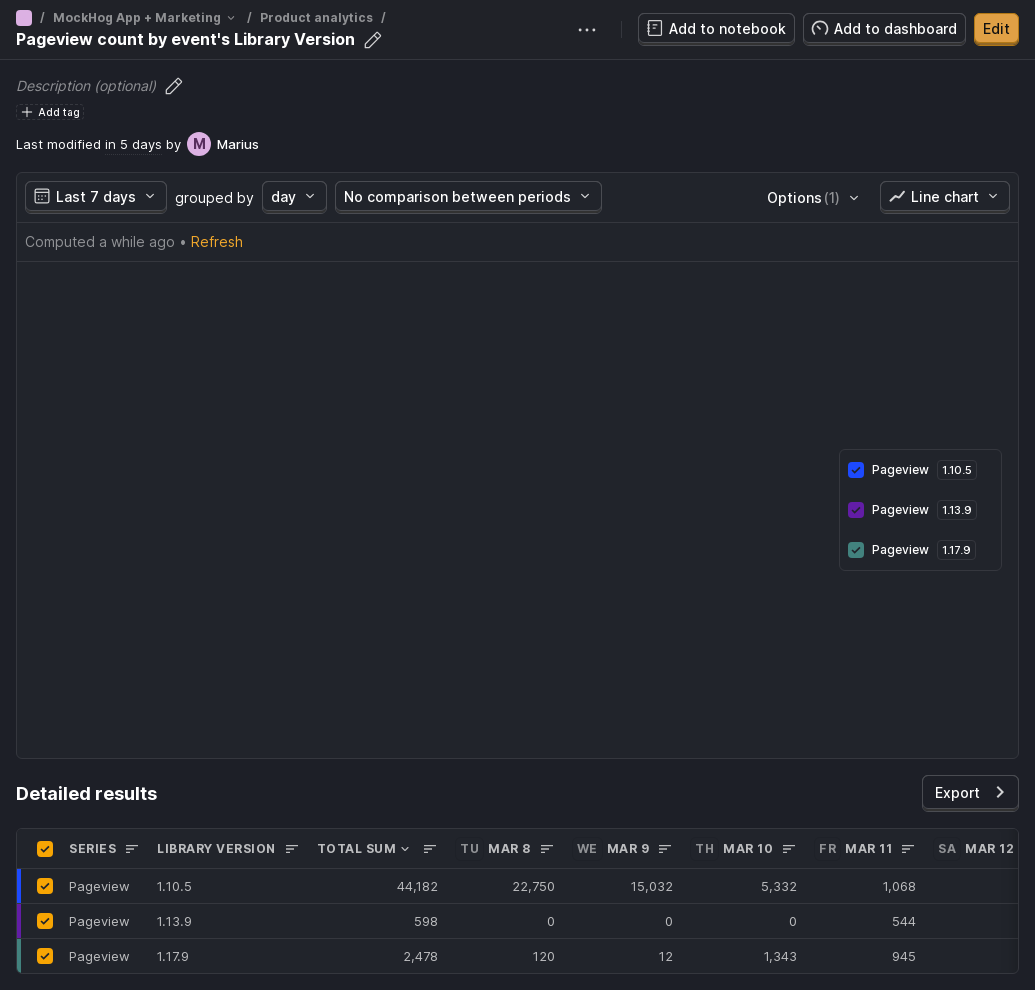 / MockHog App + Marketing / Product analytics /
Pageview count by event's Library Version
Add to notebook
Add to dashboard
Edit
Description (optional)
Add tag
Last modified in 5 days by M Marius
Last 7 days grouped by day No comparison between periods Options (1) Line chart
Computed a while ago • Refresh
Pageview 1.10.5
Pageview 1.13.9
Pageview 1.17.9
Detailed results
Export
SERIES LIBRARY VERSION TOTAL SUM TU MAR 8 WE MAR 9 TH MAR 10 FR MAR 11 SA MAR 12
Pageview 1.10.5 44,182 22,750 15,032 5,332 1,068
Pageview 1.13.9 598 0 0 0 544
Pageview 1.17.9 2,478 120 12 1,343 945